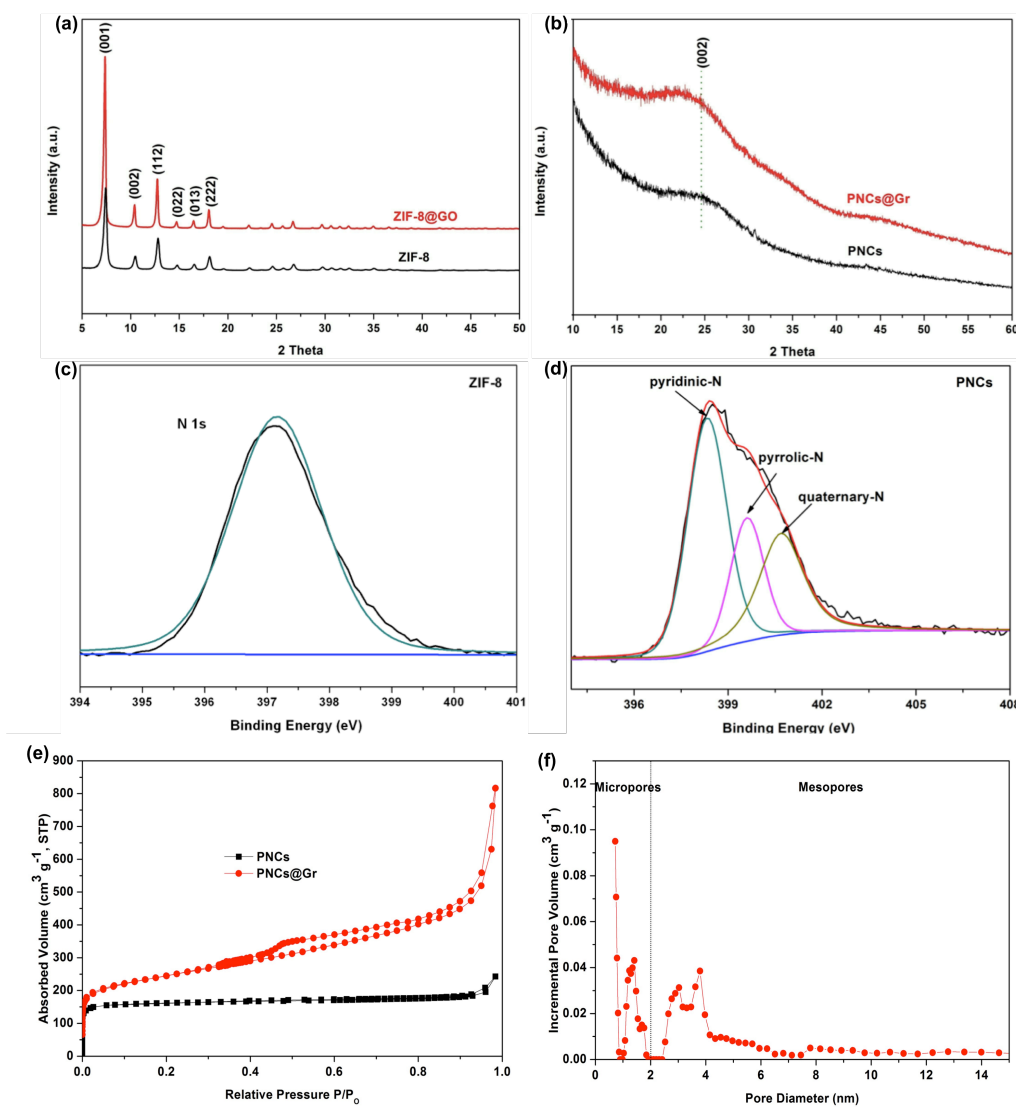 (a)
(001)
(002)
(112)
(022)
(013)
(222)
ZIF-8@GO
ZIF-8
Intensity (a.u.)
5 10 15 20 25 30 35 40 45 50
2 Theta
(b)
(002)
PNCs@Gr
PNCs
Intensity (a.u.)
10 15 20 25 30 35 40 45 50 55 60
2 Theta
(c)
ZIF-8
N 1s
394 395 396 397 398 399 400 401
Binding Energy (eV)
(d)
PNCs
pyridinic-N
pyrrolic-N
quaternary-N
396 399 402 405 408
Binding Energy (eV)
(e)
900
800
700
600
500
400
300
200
100
0
Absorbed Volume (cm³ g⁻¹, STP)
PNCs
PNCs@Gr
0.0 0.2 0.4 0.6 0.8 1.0
Relative Pressure P/P₀
(f)
0.12
0.10
0.08
0.06
0.04
0.02
0.00
Incremental Pore Volume (cm³ g⁻¹)
Micropores
Mesopores
0 2 4 6 8 10 12 14
Pore Diameter (nm)